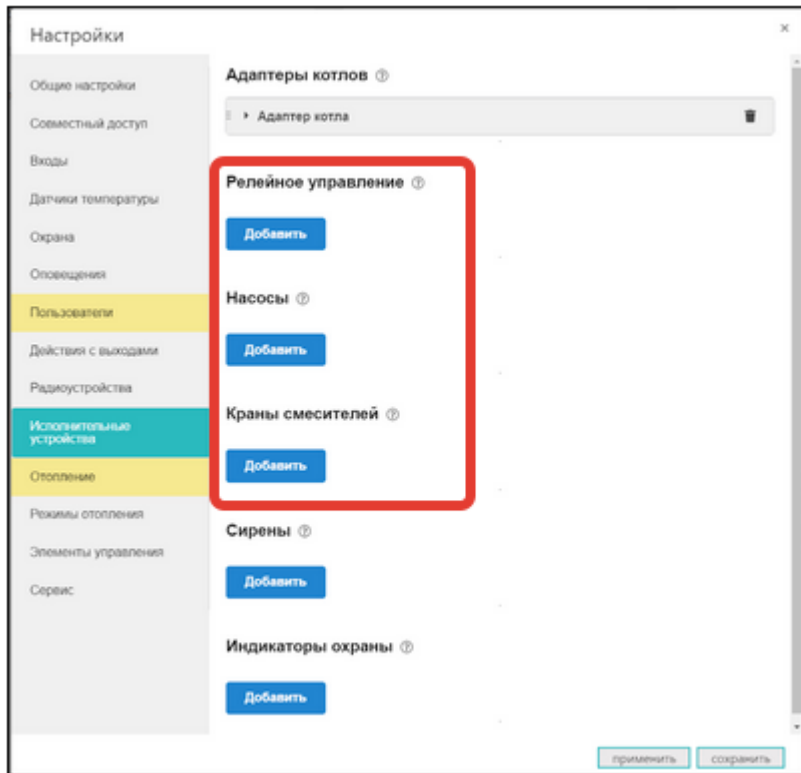 Настройки
Общие настройки
Совместный доступ
Входы
Датчики температуры
Охрана
Оповещения
Пользователи
Действия с выходами
Радиоустройства
Исполнительные
устройства
Отопление
Режимы отопления
Элементы управления
Сервис
Адаптеры котлов
Адаптер котла
Релейное управление
Добавить
Насосы
Добавить
Краны смесителей
Добавить
Сирены
Добавить
Индикаторы охраны
Добавить
применить
сохранить